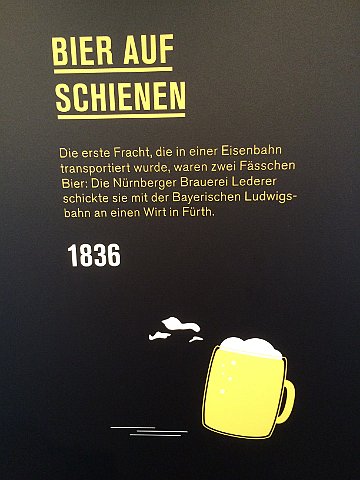 BIER AUF
SCHIENEN
Die erste Fracht, die in einer Eisenbahn
transportiert wurde, waren zwei Fässchen
Bier: Die Nürnberger Brauerei Lederer
schickte sie mit der Bayerischen Ludwigs-
bahn an einen Wirt in Fürth.
1836